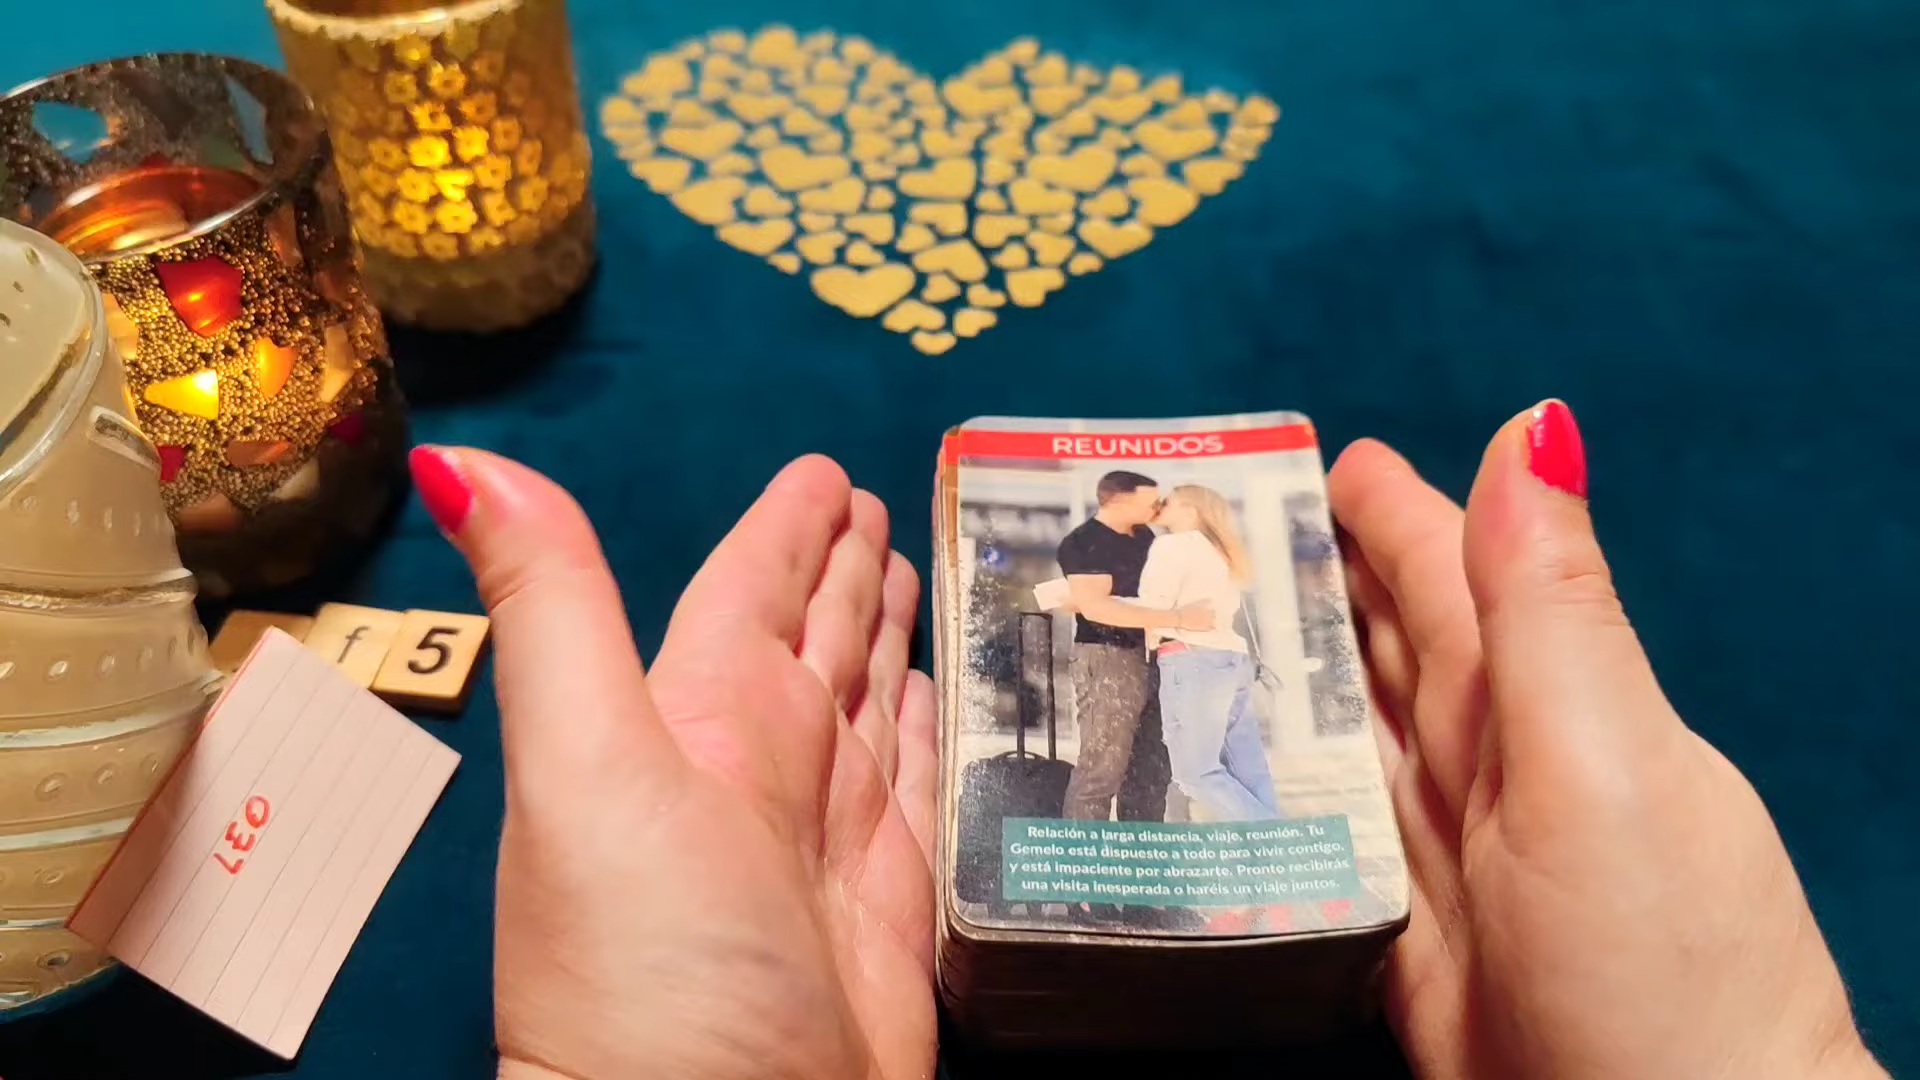 REUNIDOS
Relación a larga distancia, viaje, reunión. Tu
Gemelo está dispuesto a todo para vivir contigo,
y está impaciente por abrazarte. Pronto recibirás
una visita inesperada o haréis un viaje juntos.
f 5
LEO